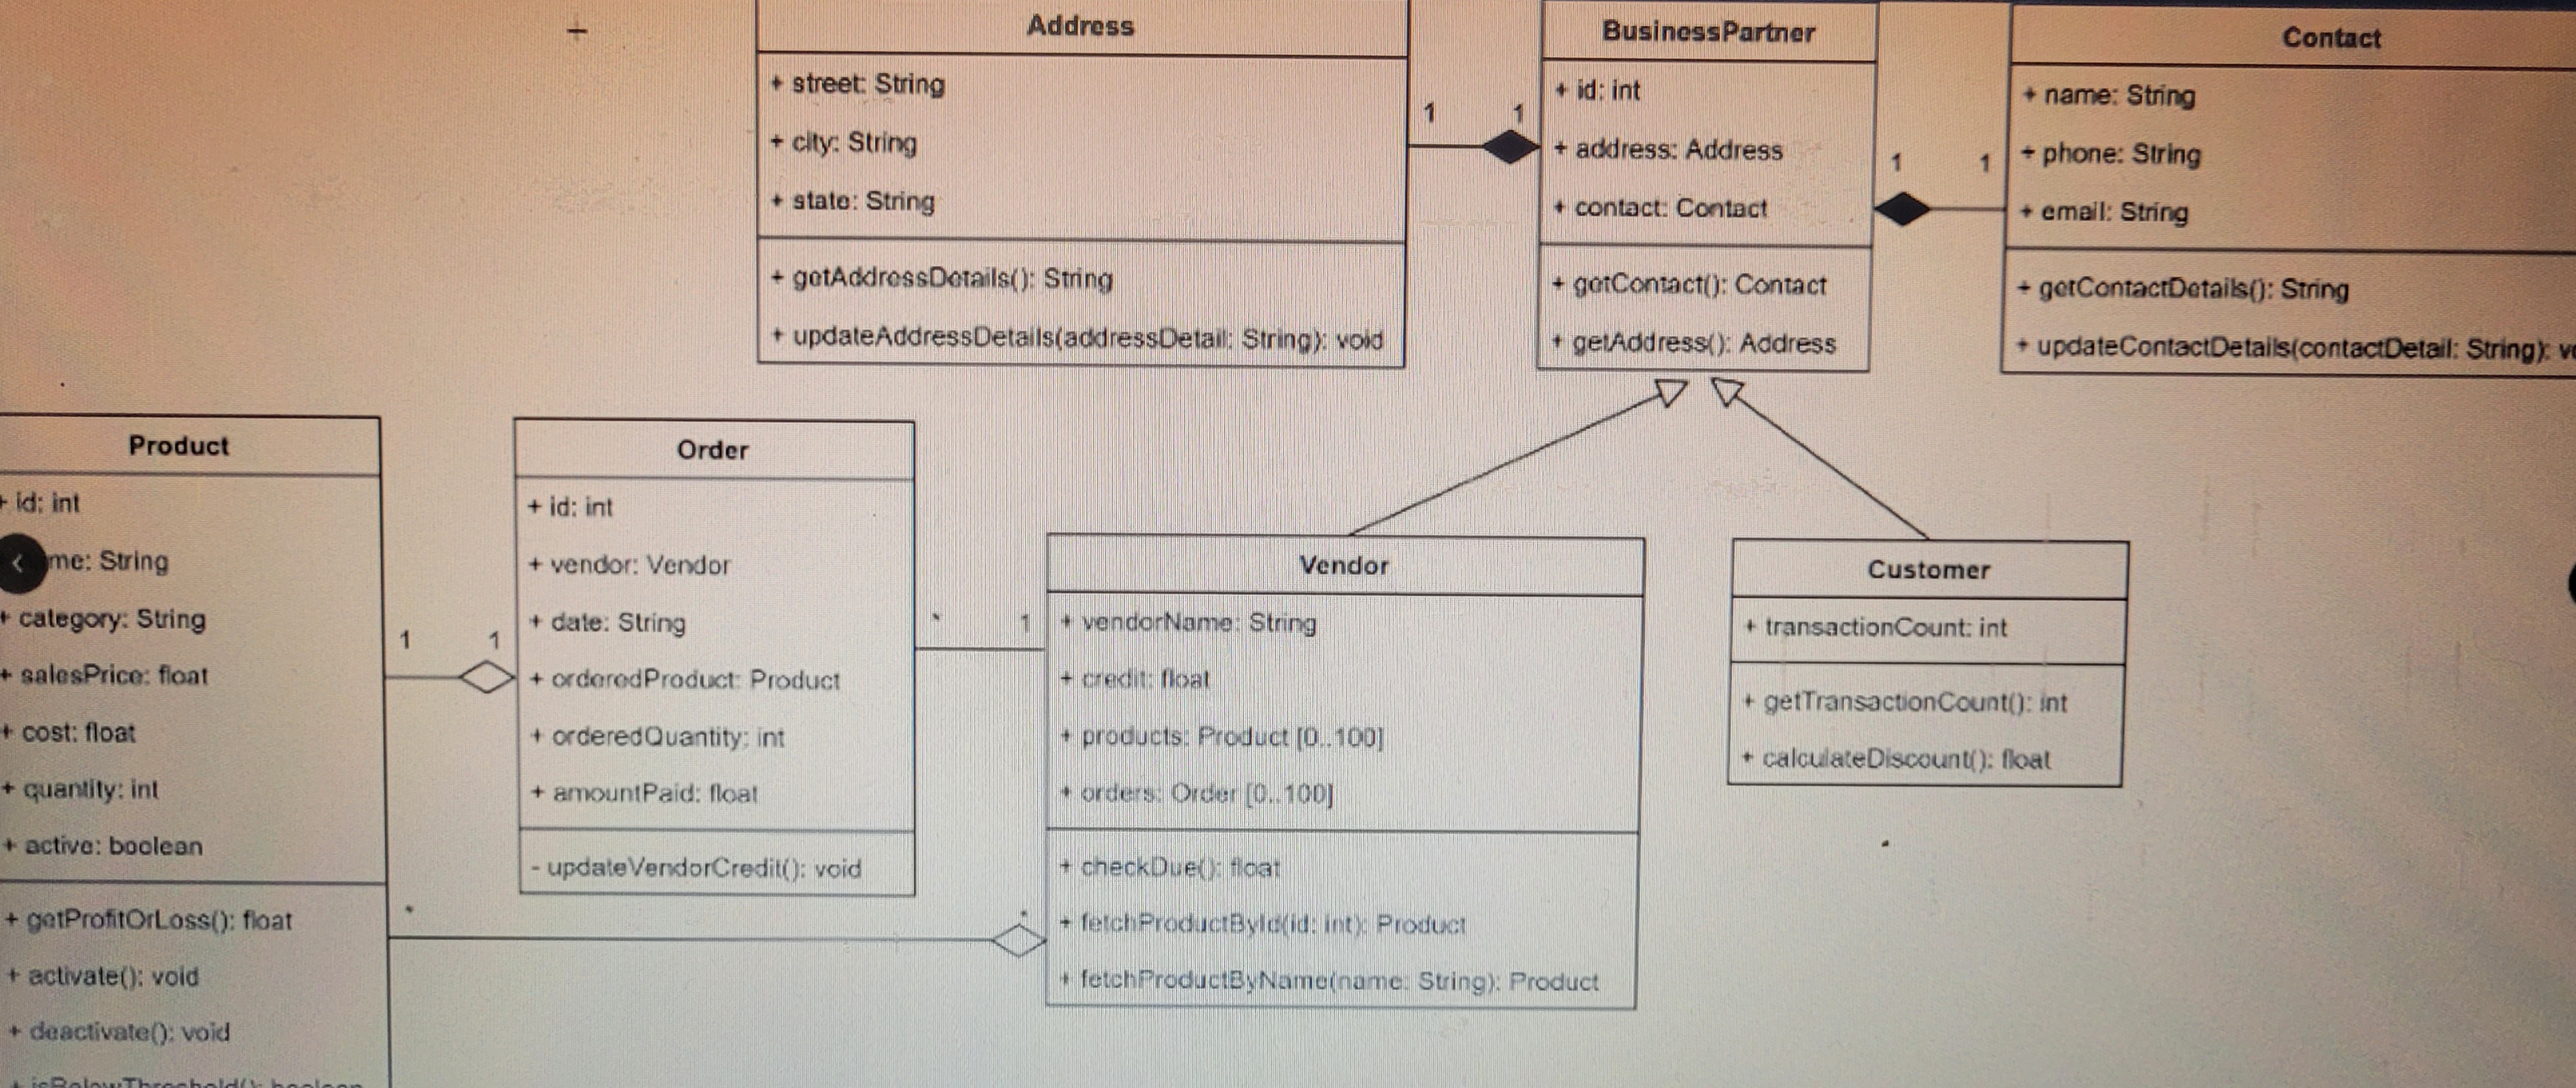 Address
+ street: String
+ city: String
+ state: String
+ getAddressDetails(): String
+ updateAddressDetails(addressDetail: String): void
1 1
BusinessPartner
+ id: int
+ address: Address
+ contact: Contact
+ getContact(): Contact
+ getAddress(): Address
1 1
Contact
+ name: String
+ phone: String
+ email: String
+ getContactDetails(): String
+ updateContactDetails(contactDetail: String):
Product
+ id: int
me: String
+ category: String
+ salesPrice: float
+ cost: float
+ quantity: int
+ active: boolean
+ getProfitOrLoss(): float
+ activate(): void
+ deactivate(): void
+ isBelowThreshold(): boolean
1 1
Order
+ id: int
+ vendor: Vendor
+ date: String
+ orderedProduct: Product
+ orderedQuantity: int
+ amountPaid: float
- updateVendorCredit(): void
* 1
* *
Vendor
+ vendorName: String
+ credit: float
+ products: Product [0..100]
+ orders: Order [0..100]
+ checkDue(): float
+ fetchProductById(id: int): Product
+ fetchProductByName(name: String): Product
Customer
+ transactionCount: int
+ getTransactionCount(): int
+ calculateDiscount(): float